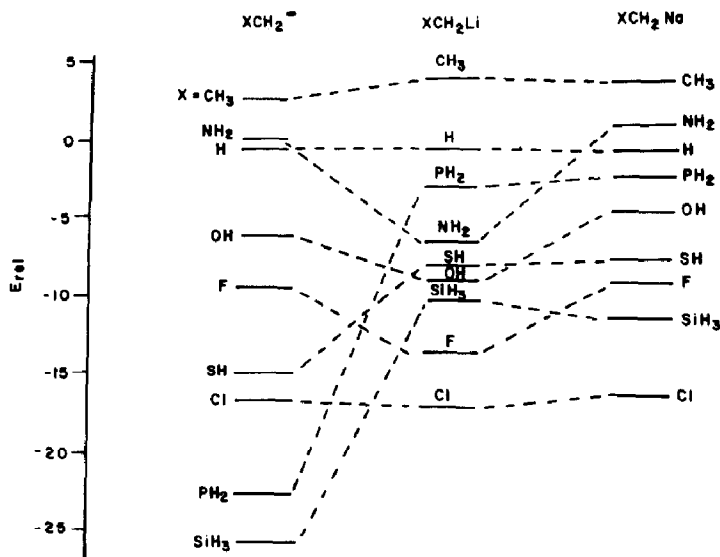 XCH₂⁻ XCH₂Li XCH₂Na
5
0
-5
-10
-15
-20
-25
E_rel
X = CH₃
NH₂
H
OH
F
SH
Cl
PH₂
SiH₃
CH₃
H
PH₂
NH₂
SH
OH
SiH₃
F
Cl
CH₃
NH₂
H
PH₂
OH
SH
F
SiH₃
Cl